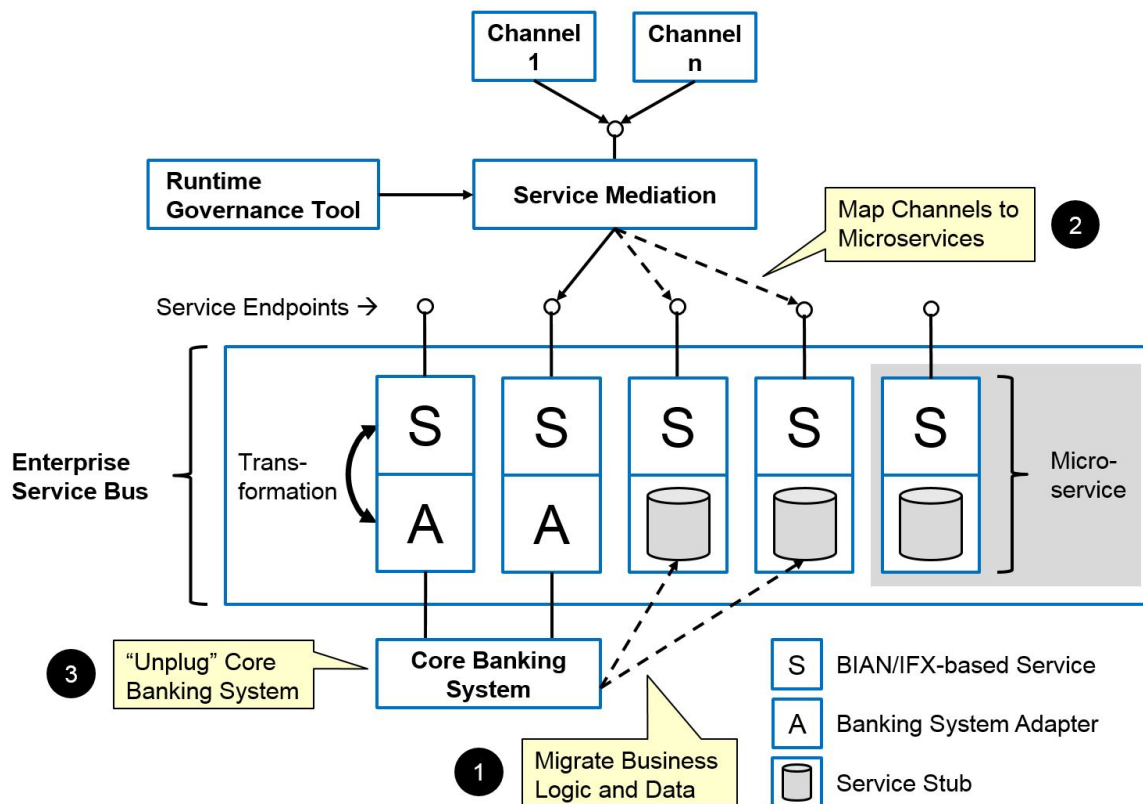 Channel
1
Channel
n
Runtime
Governance Tool
Service Mediation
Map Channels to
Microservices
2
Service Endpoints →
Enterprise
Service Bus
Trans-
formation
S
S
S
S
S
A
A
Micro-
service
3
“Unplug” Core
Banking System
Core Banking
System
1
Migrate Business
Logic and Data
S
BIAN/IFX-based Service
A
Banking System Adapter
Service Stub